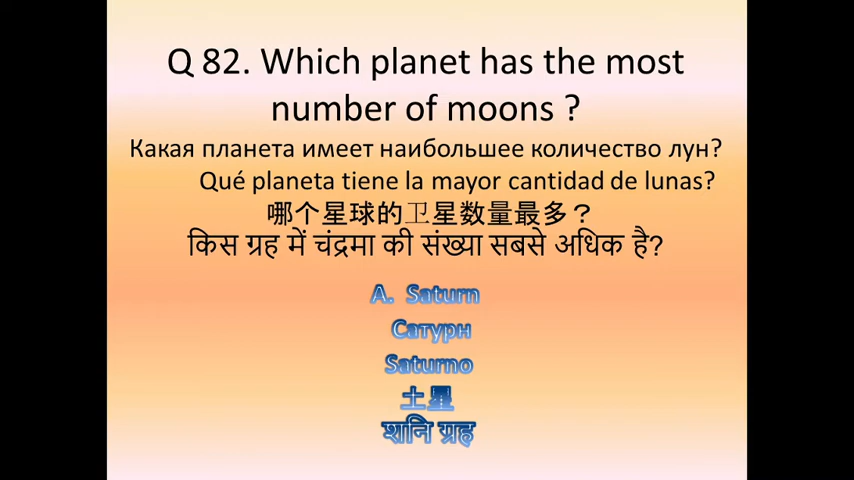 Q 82. Which planet has the most
number of moons ?
Какая планета имеет наибольшее количество лун?
Qué planeta tiene la mayor cantidad de lunas?
哪个星球的卫星数量最多？
किस ग्रह में चंद्रमा की संख्या सबसे अधिक है?
A. Saturn
Сатурн
Saturno
土星
शनि ग्रह